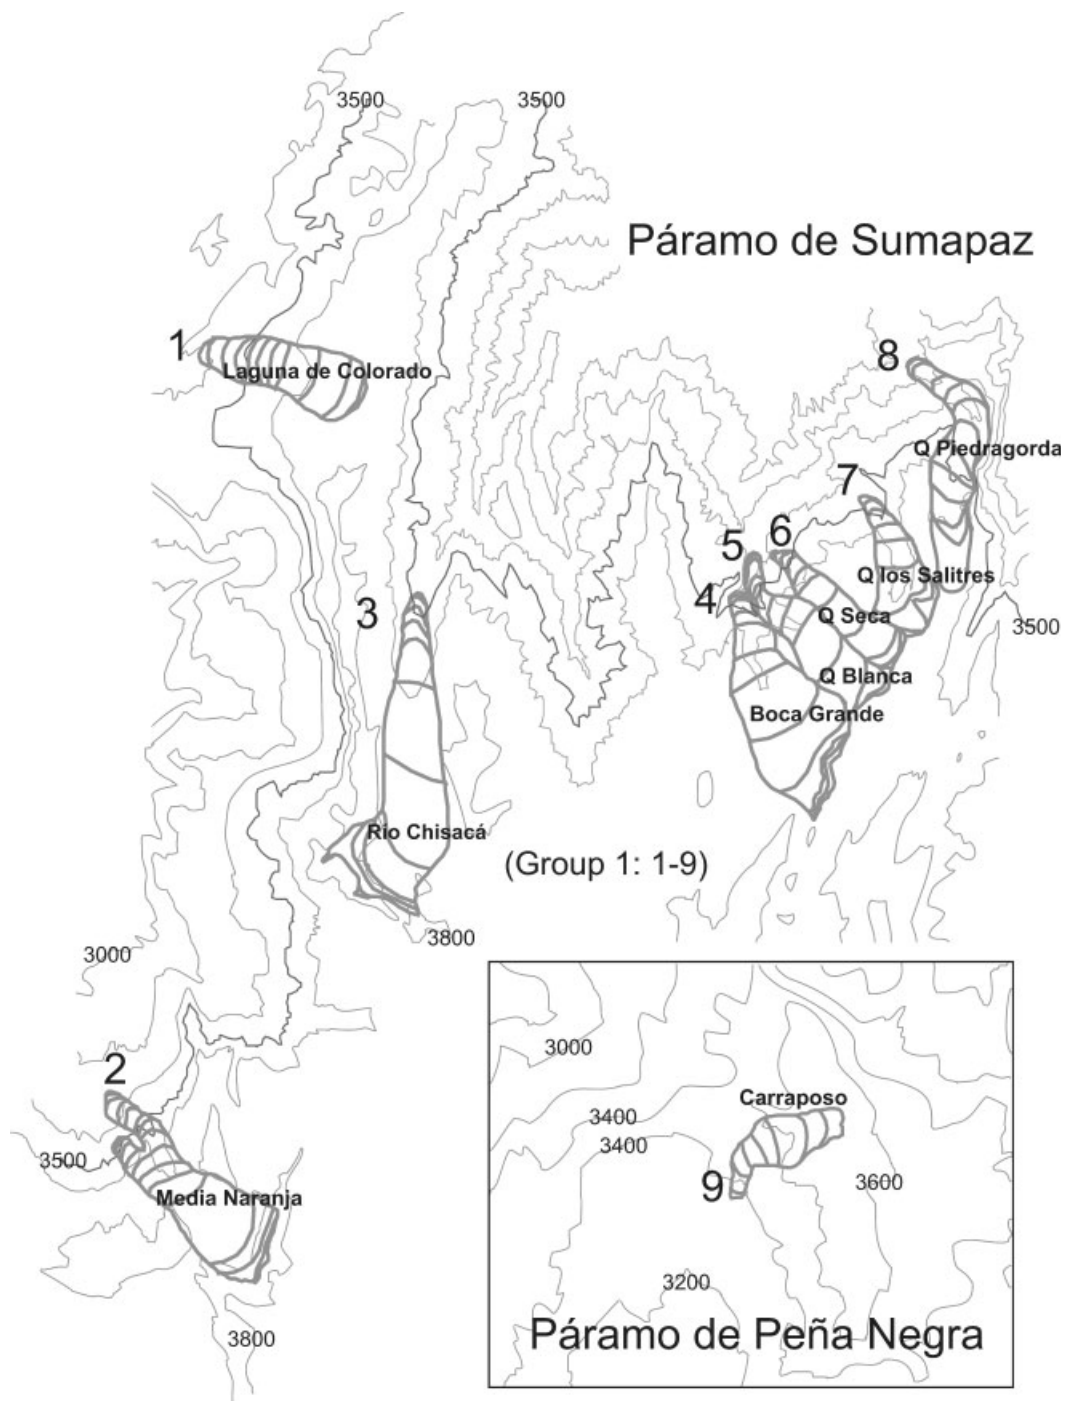 3500
3500
Páramo de Sumapaz
1
Laguna de Colorado
8
Q Piedragorda
7
5
6
Q los Salitres
4
3
Q Seca
3500
Q Blanca
Boca Grande
Rio Chisacá
(Group 1: 1-9)
3800
3000
2
3500
Media Naranja
3800
3000
Carraposo
3400
3400
9
3600
3200
Páramo de Peña Negra